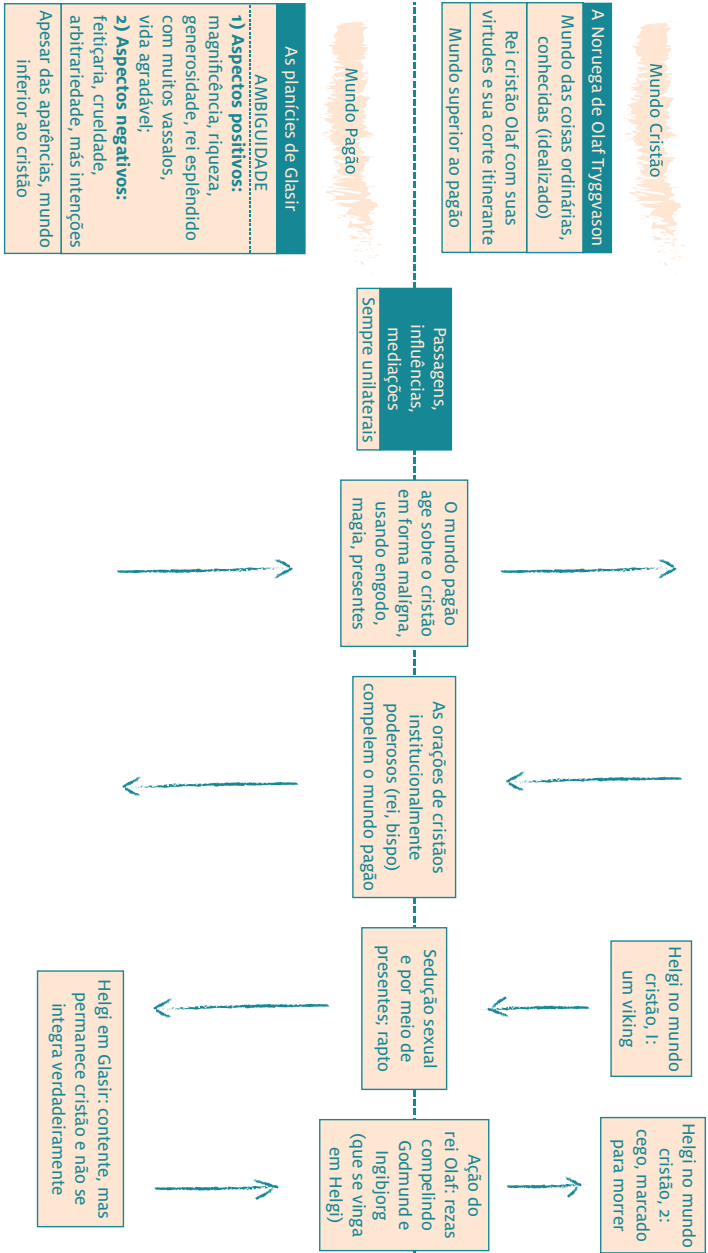 Mundo Cristão
A Noruega de Olaf Tryggvason
Mundo das coisas ordinárias,
conhecidas (idealizado)
Rei cristão Olaf com suas
virtudes e sua corte itinerante
Mundo superior ao pagão
Mundo Pagão
As planícies de Glasir
AMBIGUIDADE
1) Aspectos positivos:
magnificência, riqueza,
generosidade, rei esplêndido
com muitos vassalos,
vida agradável;
2) Aspectos negativos:
feitiçaria, crueldade,
arbitrariedade, más intenções
Apesar das aparências, mundo
inferior ao cristão
Passagens,
influências,
mediações
Sempre unilaterais
O mundo pagão
age sobre o cristão
em forma malígna,
usando engodo,
magia, presentes
As orações de cristãos
institucionalmente
poderosos (rei, bispo)
compelem o mundo pagão
Helgi no mundo
cristão, I:
um viking
Sedução sexual
e por meio de
presentes; rapto
Helgi em Glasir: contente, mas
permanece cristão e não se
integra verdadeiramente
Ação do
rei Olaf: rezas
compelindo
Godmund e
Ingibjorg
(que se vinga
em Helgi)
Helgi no mundo
cristão, 2:
cego, marcado
para morrer